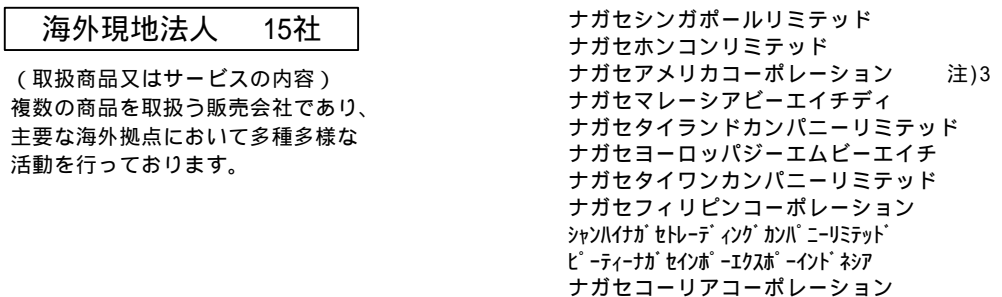 海外現地法人　15社
（取扱商品又はサービスの内容）
複数の商品を取扱う販売会社であり、
主要な海外拠点において多種多様な
活動を行っております。
ナガセシンガポールリミテッド
ナガセホンコンリミテッド
ナガセアメリカコーポレーション　　注)3
ナガセマレーシアビーエイチディ
ナガセタイランドカンパニーリミテッド
ナガセヨーロッパジーエムビーエイチ
ナガセタイワンカンパニーリミテッド
ナガセフィリピンコーポレーション
ｼｬﾝﾊｲﾅｶﾞｾﾄﾚｰﾃﾞｨﾝｸﾞｶﾝﾊﾟﾆｰﾘﾐﾃｯﾄﾞ
ﾋﾟｰﾃｨｰﾅｶﾞｾｲﾝﾎﾟｰｴｸｽﾎﾟｰｲﾝﾄﾞﾈｼｱ
ナガセコーリアコーポレーション